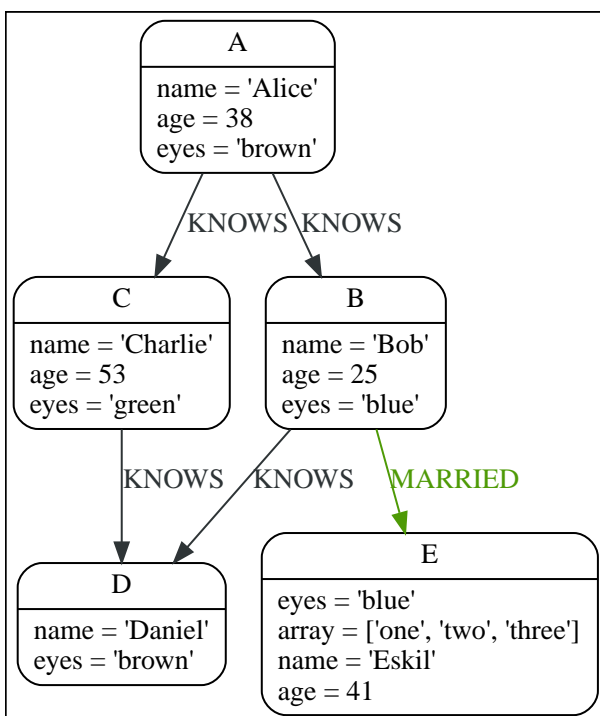 A
name = 'Alice'
age = 38
eyes = 'brown'
KNOWS KNOWS
C
name = 'Charlie'
age = 53
eyes = 'green'
B
name = 'Bob'
age = 25
eyes = 'blue'
KNOWS KNOWS MARRIED
D
name = 'Daniel'
eyes = 'brown'
E
eyes = 'blue'
array = ['one', 'two', 'three']
name = 'Eskil'
age = 41